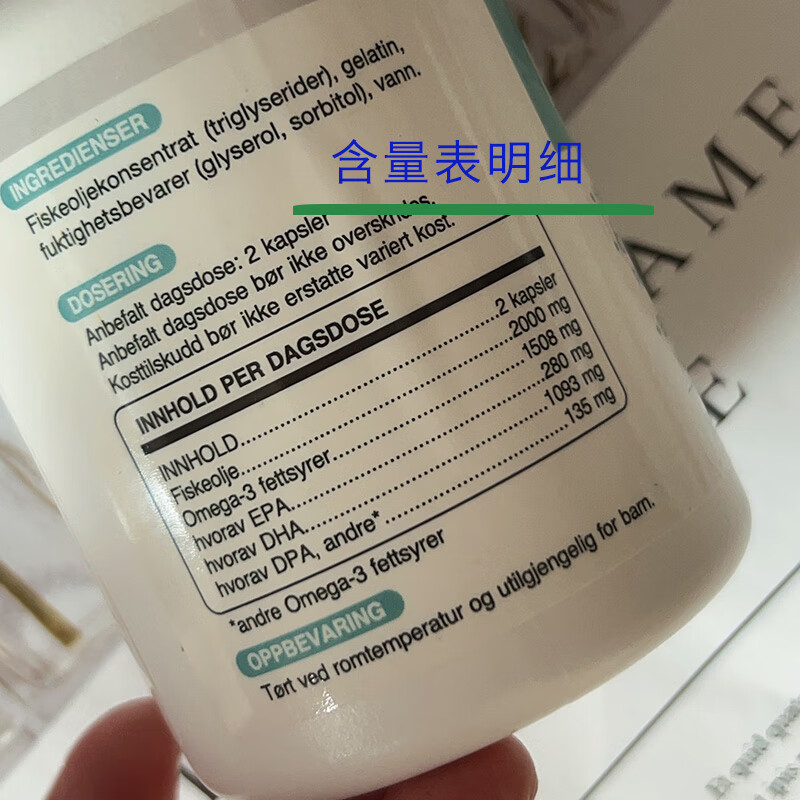 INGREDIENSER
Fiskeoljekonsentrat (triglyserider), gelatin,
fuktighetsbevarer (glyserol, sorbitol), vann.
含量表明细
DOSERING
Anbefalt dagsdose: 2 kapsler
Anbefalt dagsdose bør ikke overskrides.
Kosttilskudd bør ikke erstatte variert kost.
INNHOLD PER DAGSDOSE
INNHOLD 2 kapsler
Fiskeolje 2000 mg
Omega-3 fettsyrer 1508 mg
hvorav EPA 280 mg
hvorav DHA 1093 mg
hvorav DPA, andre* 135 mg
*andre Omega-3 fettsyrer
OPPBEVARING
Tørt ved romtemperatur og utilgjengelig for barn.
AME
E